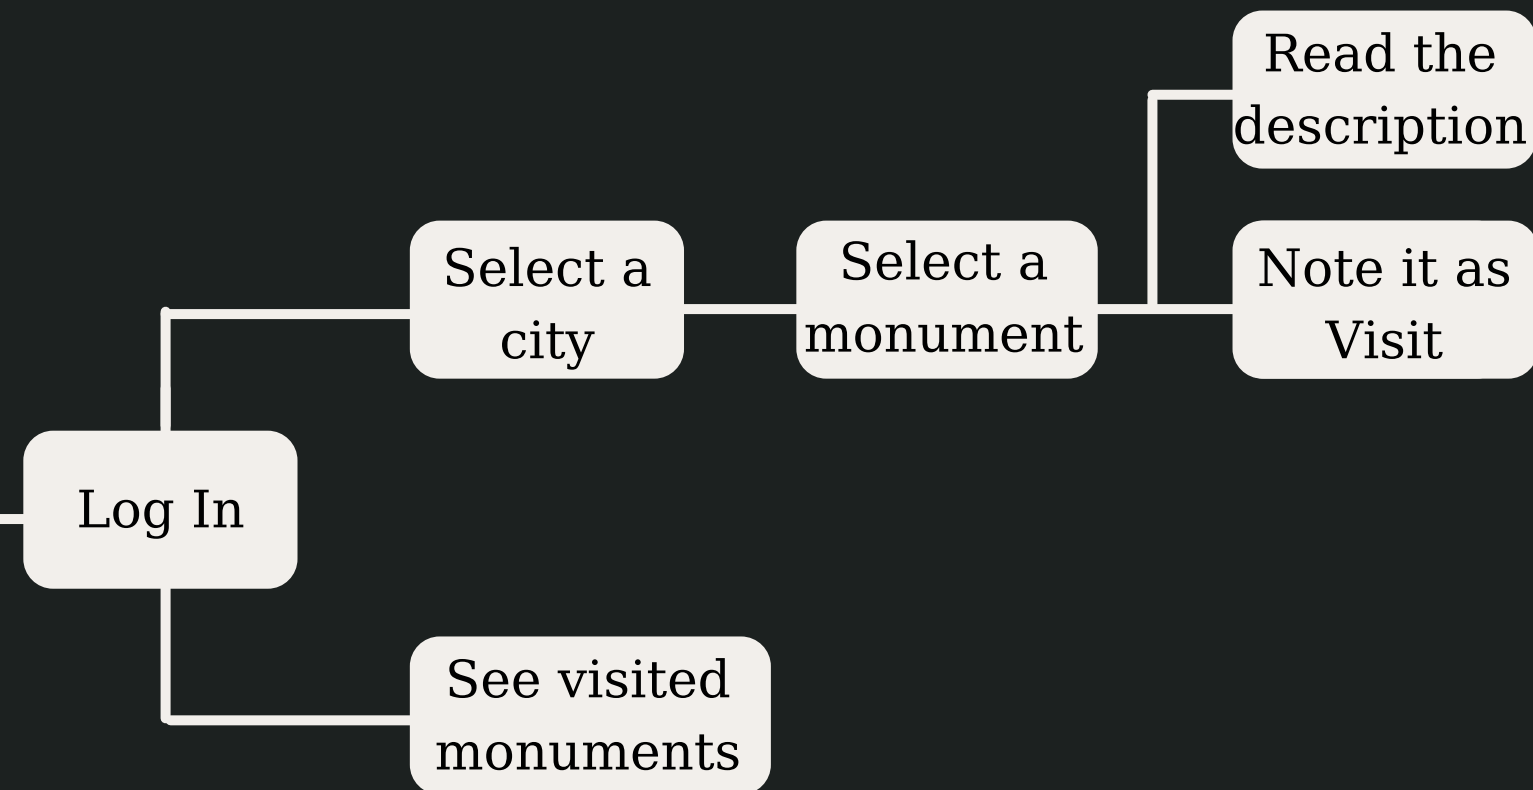 Read the
description
Select a
city
Select a
monument
Note it as
Visit
Log In
See visited
monuments